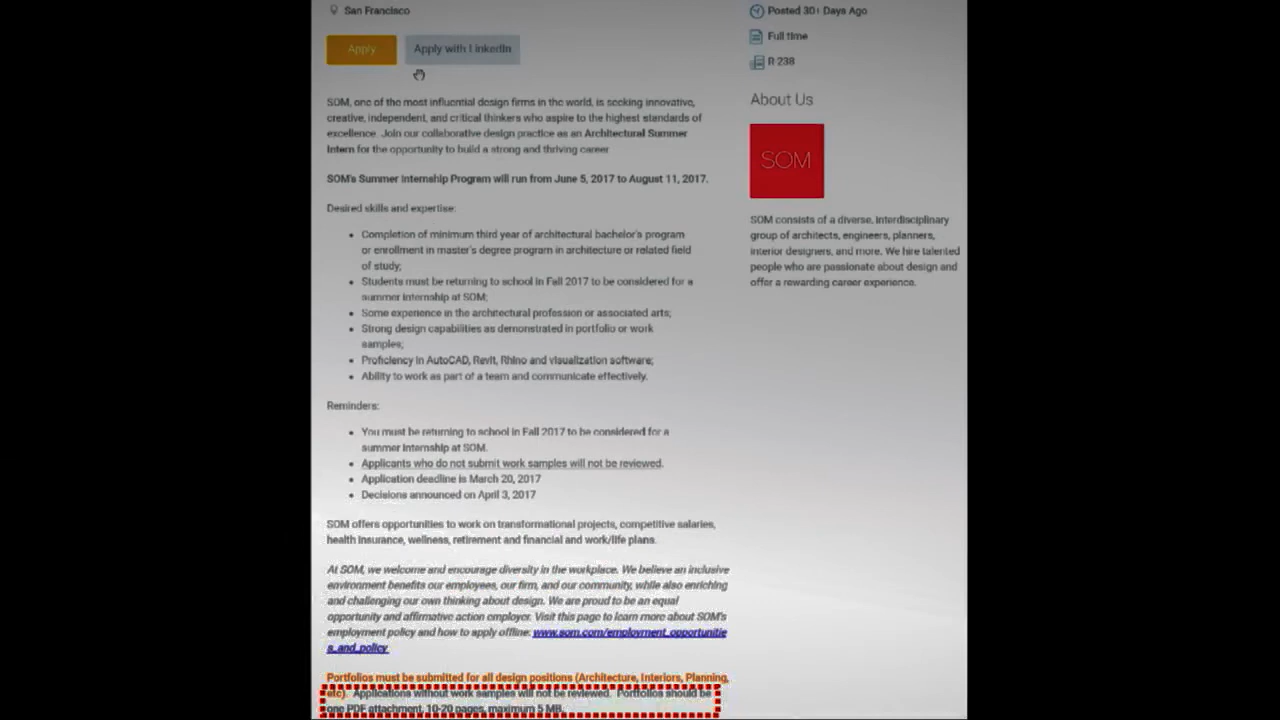 San Francisco
Apply
Apply with LinkedIn
SOM, one of the most influential design firms in the world, is seeking innovative,
creative, independent, and critical thinkers who aspire to the highest standards of
excellence. Join our collaborative design practice as an Architectural Summer
Intern for the opportunity to build a strong and thriving career
SOM's Summer Internship Program will run from June 5, 2017 to August 11, 2017.
Desired skills and expertise:
• Completion of minimum third year of architectural bachelor's program
or enrollment in master's degree program in architecture or related field
of study;
• Students must be returning to school in Fall 2017 to be considered for a
summer internship at SOM;
• Some experience in the architectural profession or associated arts;
• Strong design capabilities as demonstrated in portfolio or work
samples;
• Proficiency in AutoCAD, Revit, Rhino and visualization software;
• Ability to work as part of a team and communicate effectively.
Reminders:
• You must be returning to school in Fall 2017 to be considered for a
summer internship at SOM.
• Applicants who do not submit work samples will not be reviewed.
• Application deadline is March 20, 2017
• Decisions announced on April 3, 2017
SOM offers opportunities to work on transformational projects, competitive salaries,
health insurance, wellness, retirement and financial and work/life plans.
At SOM, we welcome and encourage diversity in the workplace. We believe an inclusive
environment benefits our employees, our firm, and our community, while also enriching
and challenging our own thinking about design. We are proud to be an equal
opportunity and affirmative action employer. Visit this page to learn more about SOM's
employment policy and how to apply offline: www.som.com/employment_opportunitie
s_and_policy
Portfolios must be submitted for all design positions (Architecture, Interiors, Planning,
etc). Applications without work samples will not be reviewed. Portfolios should be
one PDF attachment, 10-20 pages, maximum 5 MB.
Posted 30+ Days Ago
Full time
R 238
About Us
SOM
SOM consists of a diverse, interdisciplinary
group of architects, engineers, planners,
interior designers, and more. We hire talented
people who are passionate about design and
offer a rewarding career experience.